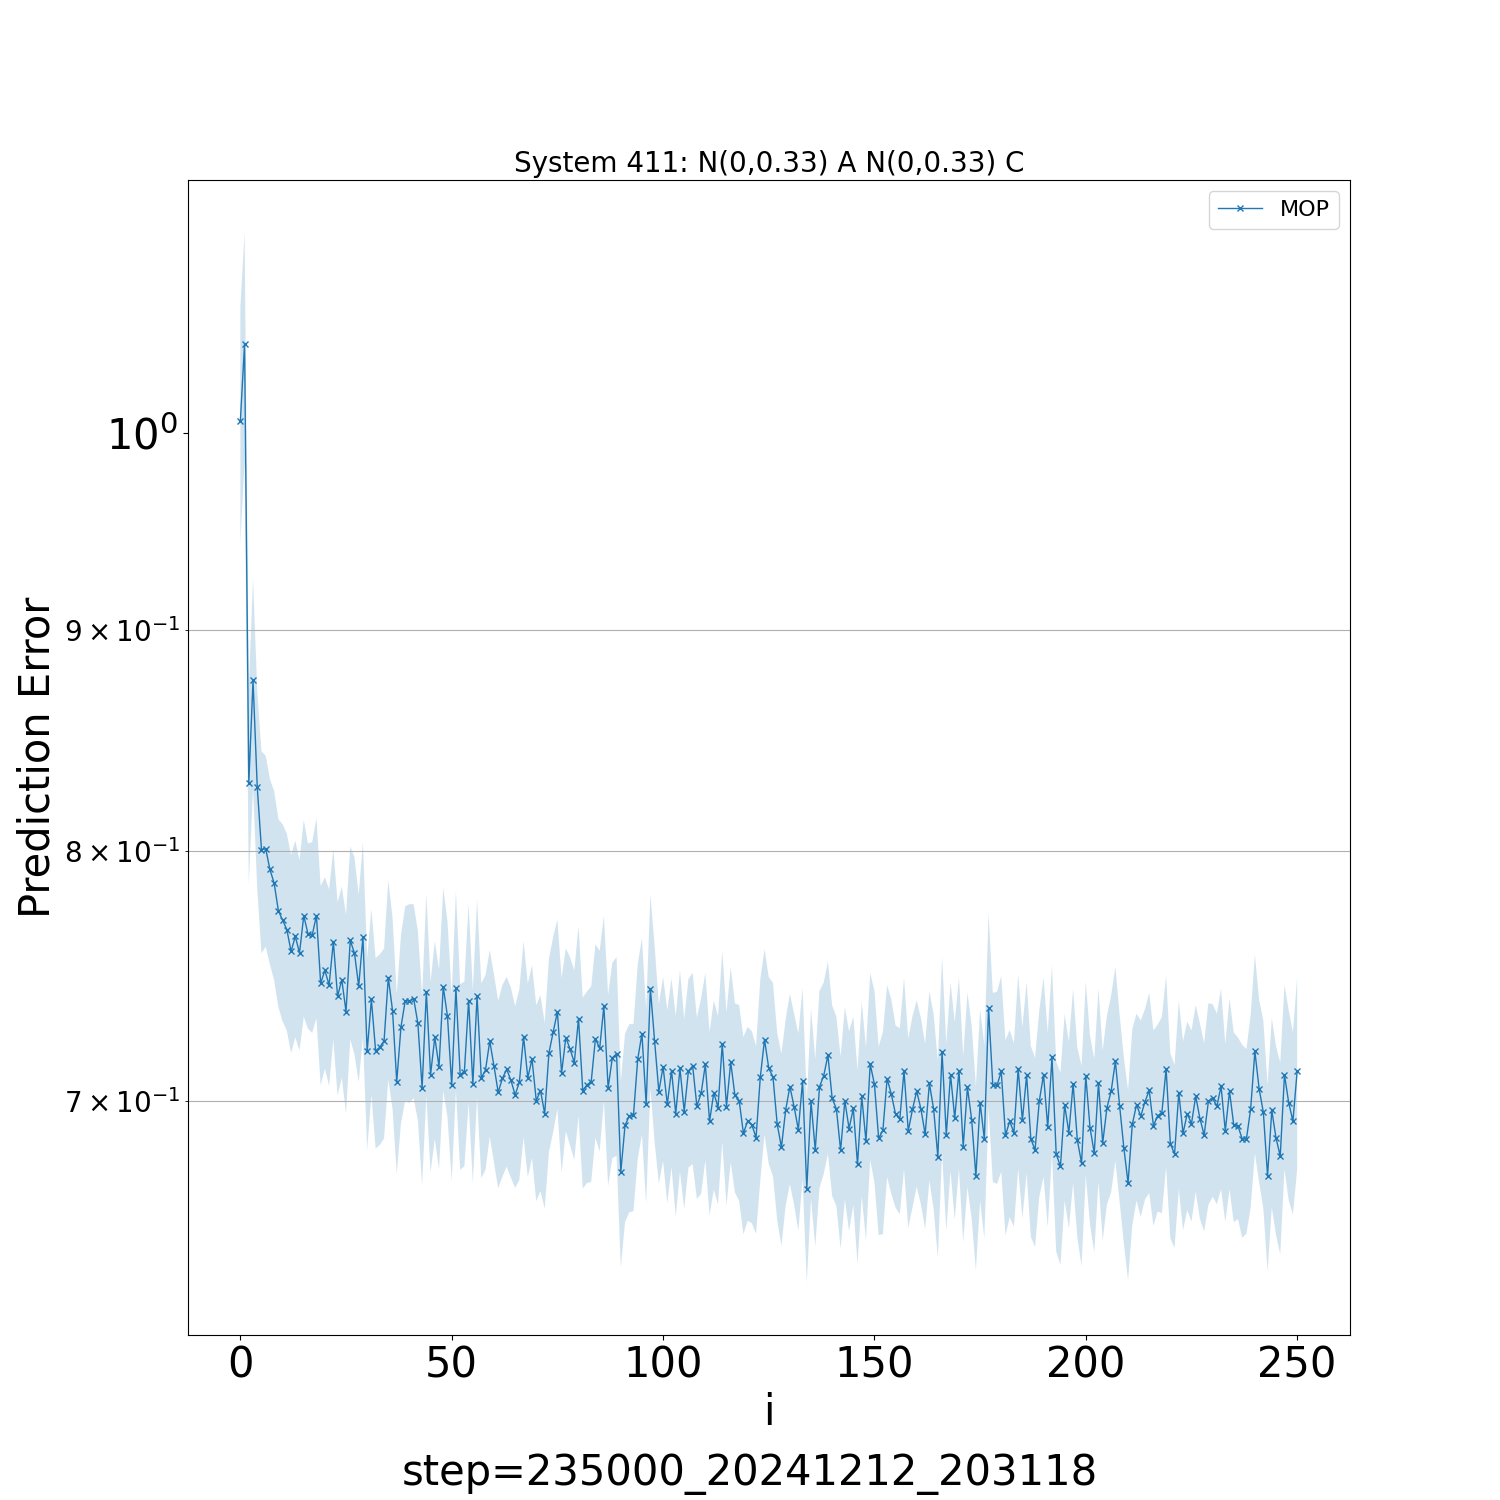 System 411: N(0,0.33) A N(0,0.33) C
MOP
Prediction Error
10⁰
9 × 10⁻¹
8 × 10⁻¹
7 × 10⁻¹
0 50 100 150 200 250
i
step=235000_20241212_203118